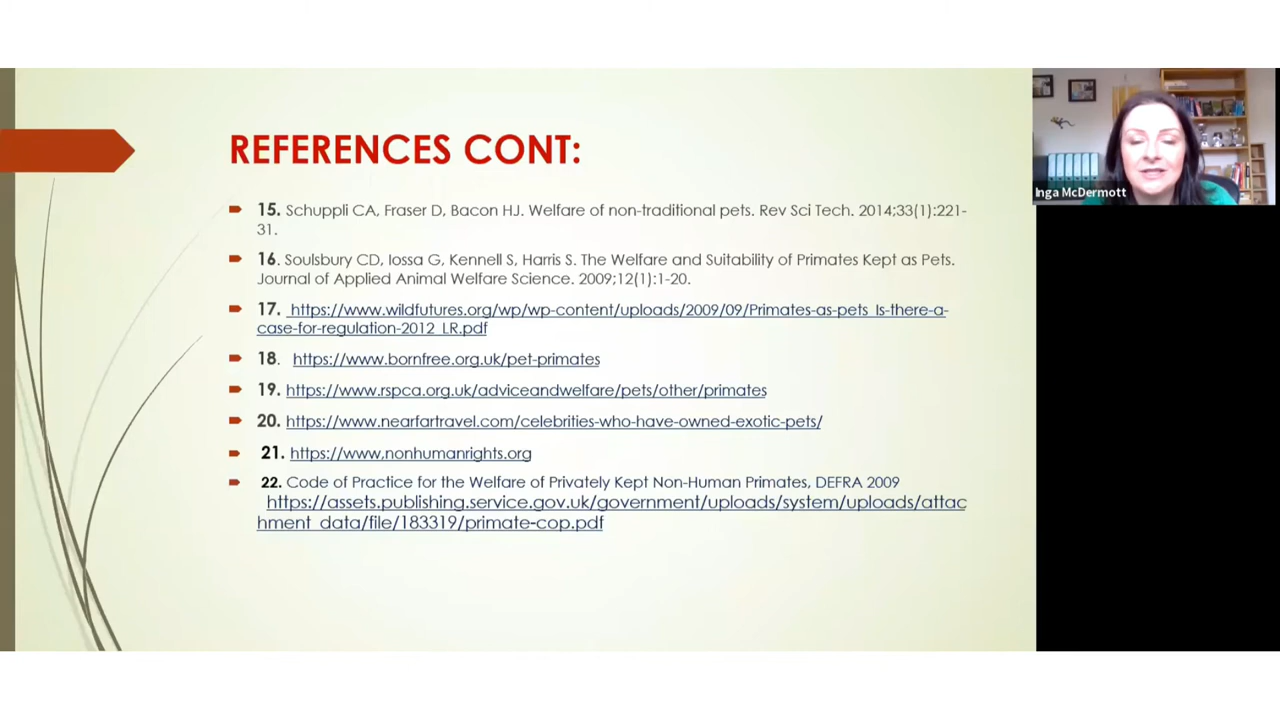 REFERENCES CONT:
15. Schuppli CA, Fraser D, Bacon HJ. Welfare of non-traditional pets. Rev Sci Tech. 2014;33(1):221-
31.
16. Soulsbury CD, Iossa G, Kennell S, Harris S. The Welfare and Suitability of Primates Kept as Pets.
Journal of Applied Animal Welfare Science. 2009;12(1):1-20.
17. https://www.wildfutures.org/wp/wp-content/uploads/2009/09/Primates-as-pets_Is-there-a-
case-for-regulation-2012_LR.pdf
18. https://www.bornfree.org.uk/pet-primates
19. https://www.rspca.org.uk/adviceandwelfare/pets/other/primates
20. https://www.nearfartravel.com/celebrities-who-have-owned-exotic-pets/
21. https://www.nonhumanrights.org
22. Code of Practice for the Welfare of Privately Kept Non-Human Primates, DEFRA 2009
https://assets.publishing.service.gov.uk/government/uploads/system/uploads/attac
hment_data/file/183319/primate-cop.pdf
Inga McDermott